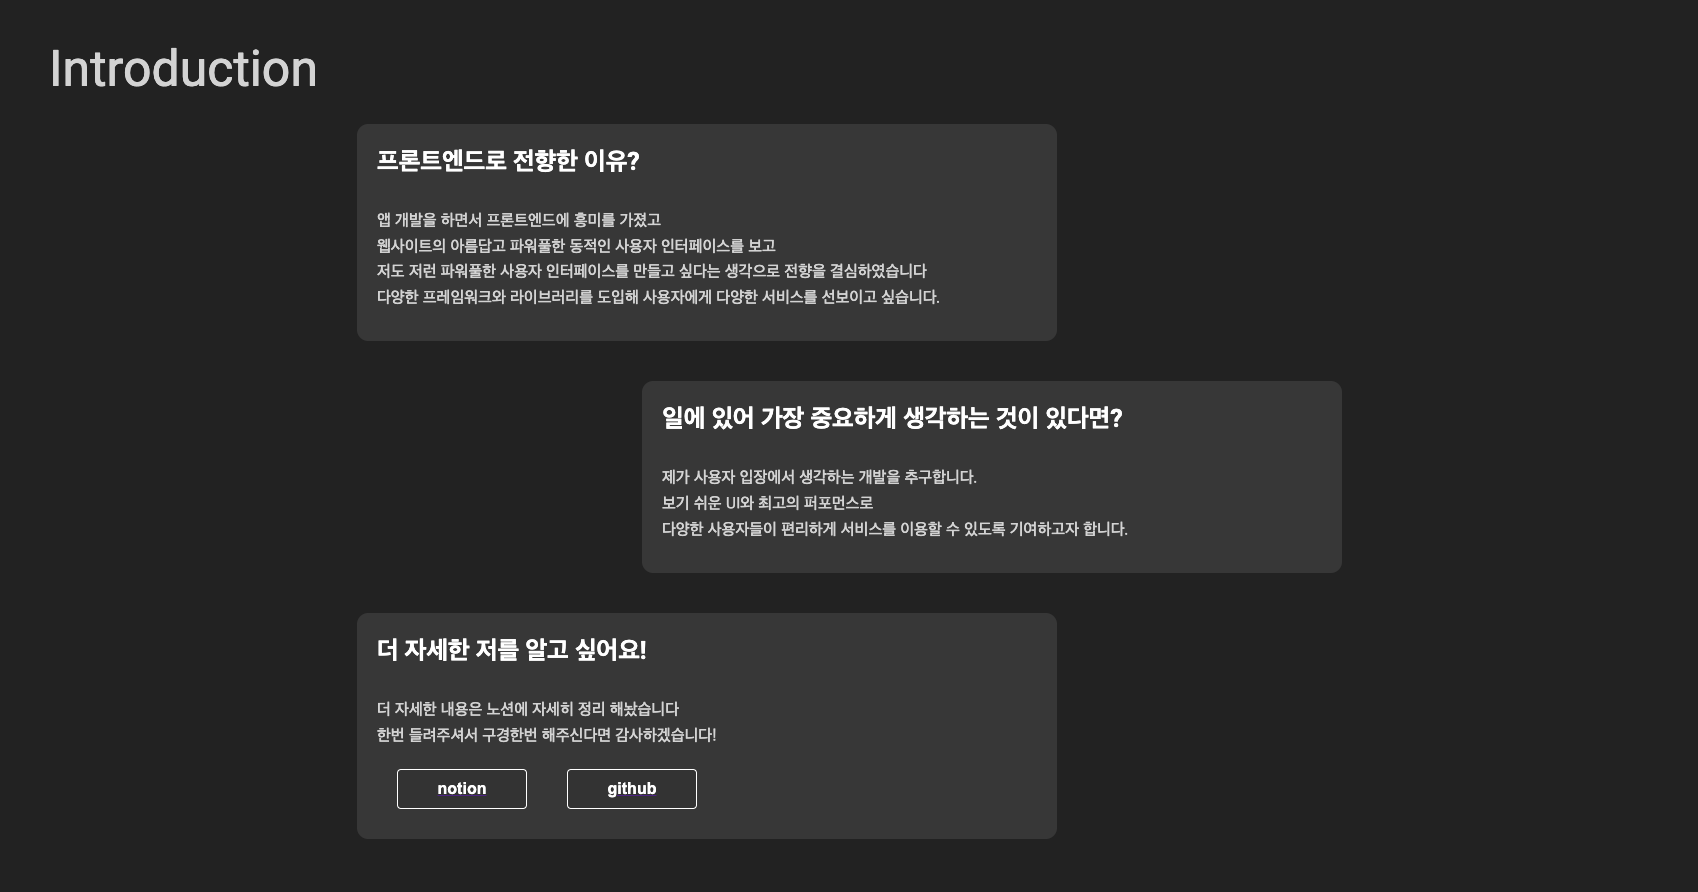 Introduction
프론트엔드로 전향한 이유?
앱 개발을 하면서 프론트엔드에 흥미를 가졌고
웹사이트의 아름답고 파워풀한 동적인 사용자 인터페이스를 보고
저도 저런 파워풀한 사용자 인터페이스를 만들고 싶다는 생각으로 전향을 결심하였습니다
다양한 프레임워크와 라이브러리를 도입해 사용자에게 다양한 서비스를 선보이고 싶습니다.
일에 있어 가장 중요하게 생각하는 것이 있다면?
제가 사용자 입장에서 생각하는 개발을 추구합니다.
보기 쉬운 UI와 최고의 퍼포먼스로
다양한 사용자들이 편리하게 서비스를 이용할 수 있도록 기여하고자 합니다.
더 자세한 저를 알고 싶어요!
더 자세한 내용은 노션에 자세히 정리 해놨습니다
한번 들려주셔서 구경한번 해주신다면 감사하겠습니다!
notion
github